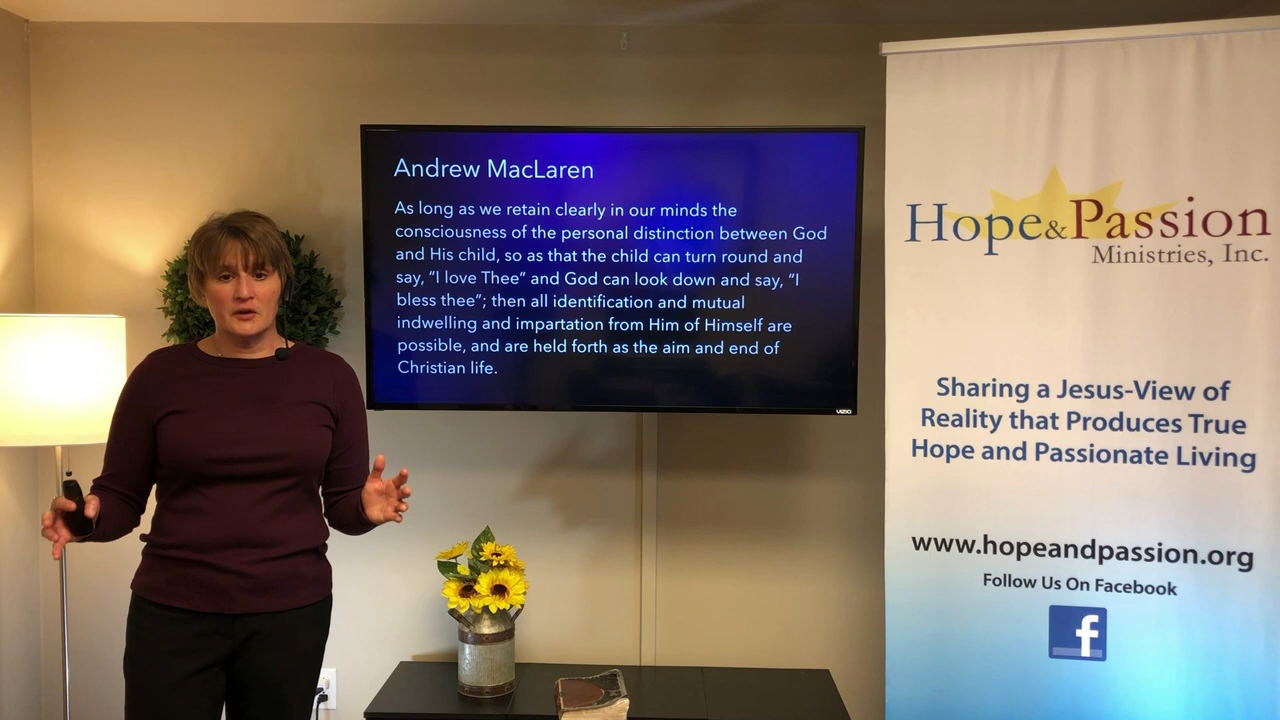 Andrew MacLaren
As long as we retain clearly in our minds the
consciousness of the personal distinction between God
and His child, so as that the child can turn round and
say, “I love Thee” and God can look down and say, “I
bless thee”; then all identification and mutual
indwelling and impartation from Him of Himself are
possible, and are held forth as the aim and end of
Christian life.
VIZIO
Hope&Passion
Ministries, Inc.
Sharing a Jesus-View of
Reality that Produces True
Hope and Passionate Living
www.hopeandpassion.org
Follow Us On Facebook
f